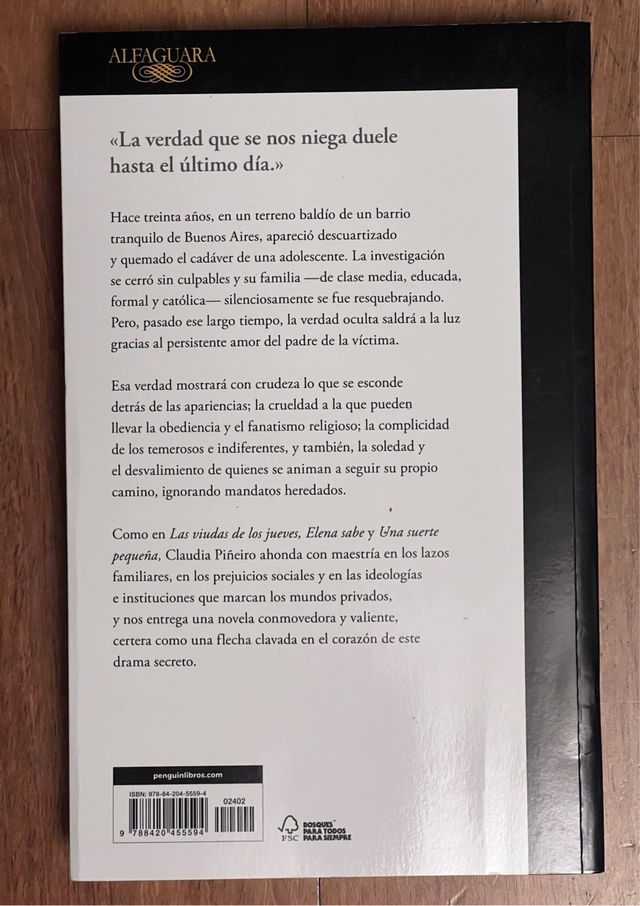 ALFAGUARA
«La verdad que se nos niega duele
hasta el último día.»
Hace treinta años, en un terreno baldío de un barrio
tranquilo de Buenos Aires, apareció descuartizado
y quemado el cadáver de una adolescente. La investigación
se cerró sin culpables y su familia —de clase media, educada,
formal y católica— silenciosamente se fue resquebrajando.
Pero, pasado ese largo tiempo, la verdad oculta saldrá a la luz
gracias al persistente amor del padre de la víctima.
Esa verdad mostrará con crudeza lo que se esconde
detrás de las apariencias; la crueldad a la que pueden
llevar la obediencia y el fanatismo religioso; la complicidad
de los temerosos e indiferentes, y también, la soledad y
el desvalimiento de quienes se animan a seguir su propio
camino, ignorando mandatos heredados.
Como en Las viudas de los jueves, Elena sabe y Una suerte
pequeña, Claudia Piñeiro ahonda con maestría en los lazos
familiares, en los prejuicios sociales y en las ideologías
e instituciones que marcan los mundos privados,
y nos entrega una novela conmovedora y valiente,
certera como una flecha clavada en el corazón de este
drama secreto.
penguinlibros.com
ISBN: 978-84-204-5559-4
02402
9 788420 455594
FSC
BOSQUES™
PARA TODOS
PARA SIEMPRE